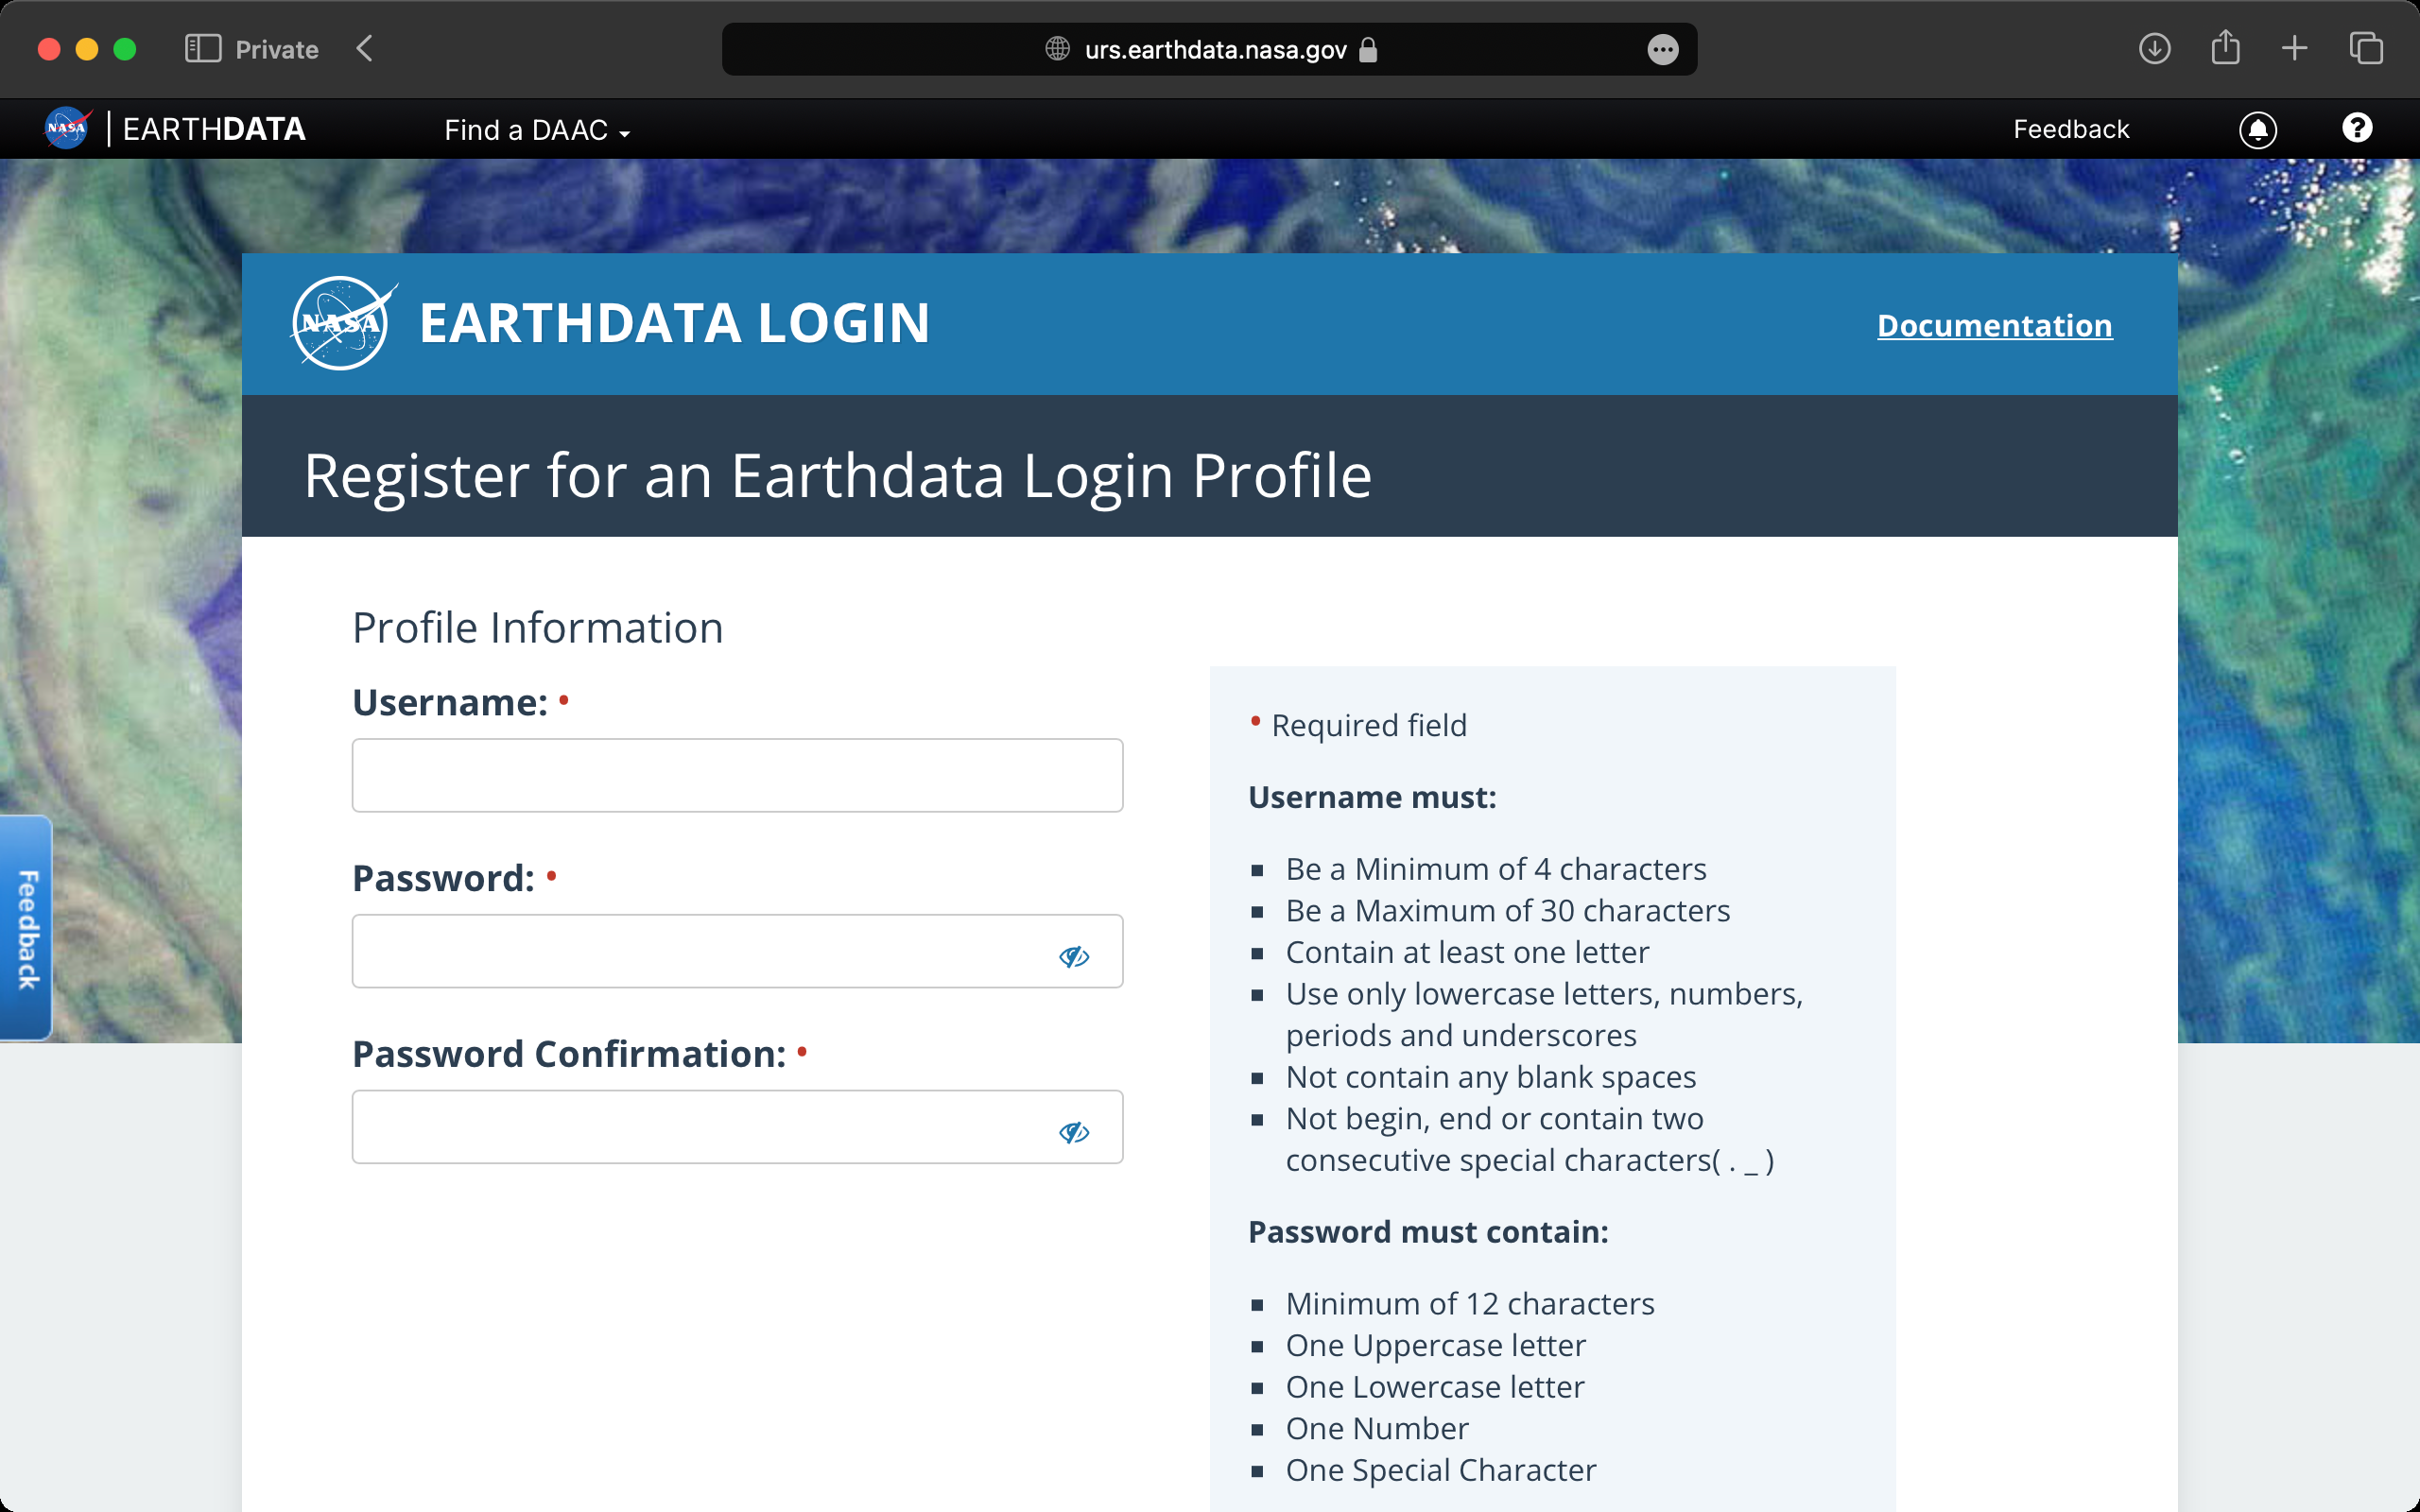 Private
urs.earthdata.nasa.gov
NASA
EARTHDATA
Find a DAAC
Feedback
NASA
EARTHDATA LOGIN
Documentation
Register for an Earthdata Login Profile
Profile Information
Username: •
Password: •
Password Confirmation: •
• Required field
Username must:
Be a Minimum of 4 characters
Be a Maximum of 30 characters
Contain at least one letter
Use only lowercase letters, numbers,
periods and underscores
Not contain any blank spaces
Not begin, end or contain two
consecutive special characters( . _ )
Password must contain:
Minimum of 12 characters
One Uppercase letter
One Lowercase letter
One Number
One Special Character
Feedback